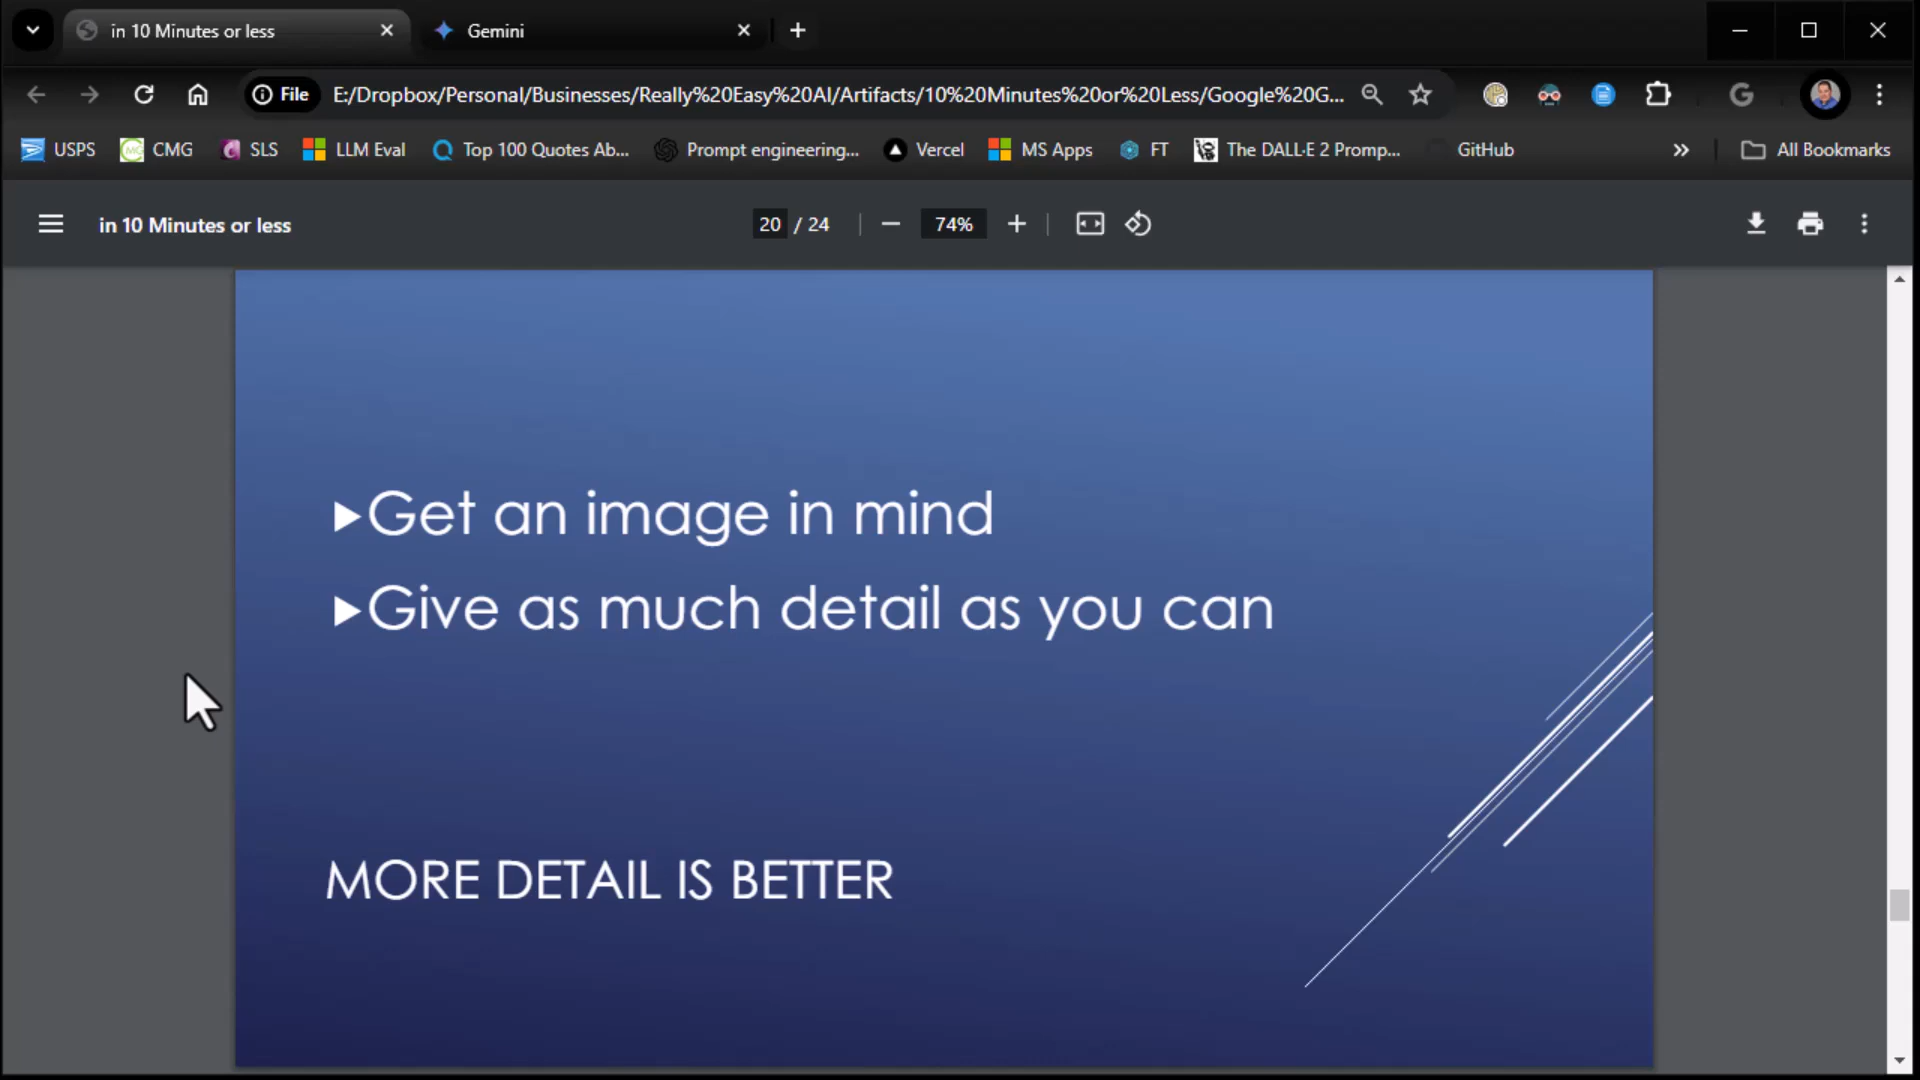 in 10 Minutes or less
Gemini
File
E:/Dropbox/Personal/Businesses/Really%20Easy%20AI/Artifacts/10%20Minutes%20or%20Less/Google%20G...
USPS
CMG
SLS
LLM Eval
Top 100 Quotes Ab...
Prompt engineering...
Vercel
MS Apps
FT
The DALL·E 2 Promp...
GitHub
All Bookmarks
in 10 Minutes or less
20 / 24
74%
Get an image in mind
Give as much detail as you can
MORE DETAIL IS BETTER